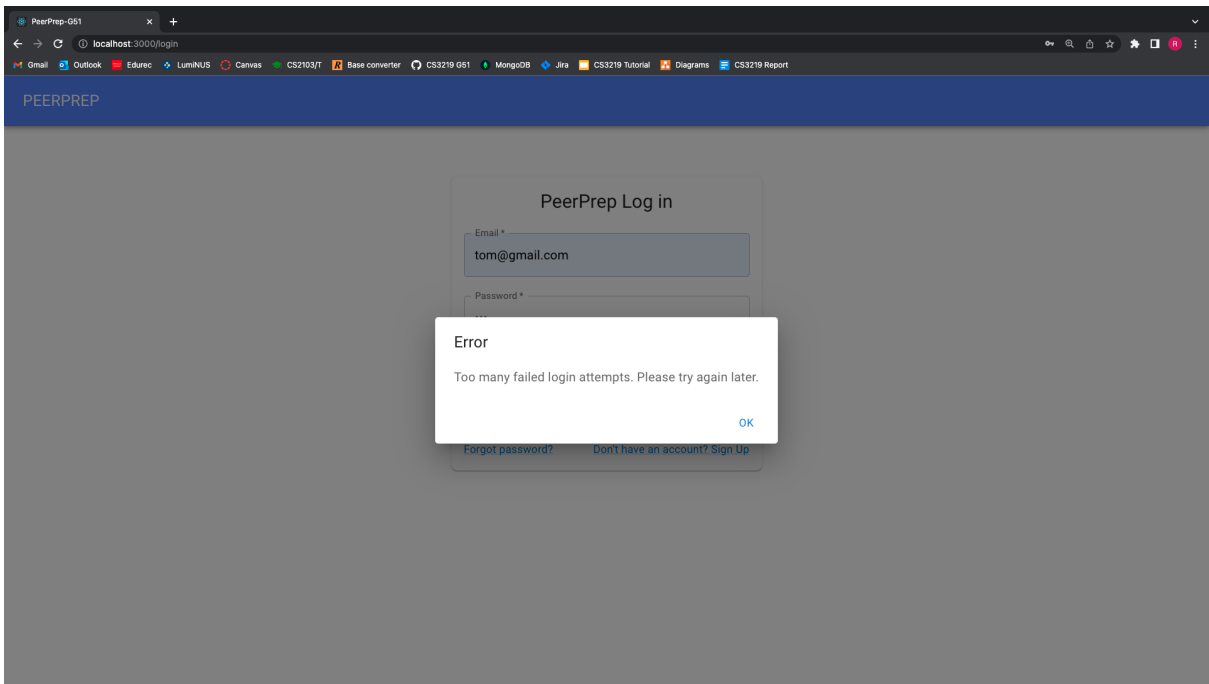 PeerPrep-G51
localhost:3000/login
Gmail Outlook Edurec LumiNUS Canvas CS2103/T Base converter CS3219 G51 MongoDB Jira CS3219 Tutorial Diagrams CS3219 Report
PEERPREP
PeerPrep Log in
Email *
tom@gmail.com
Password *
Error
Too many failed login attempts. Please try again later.
OK
Forgot password? Don't have an account? Sign Up